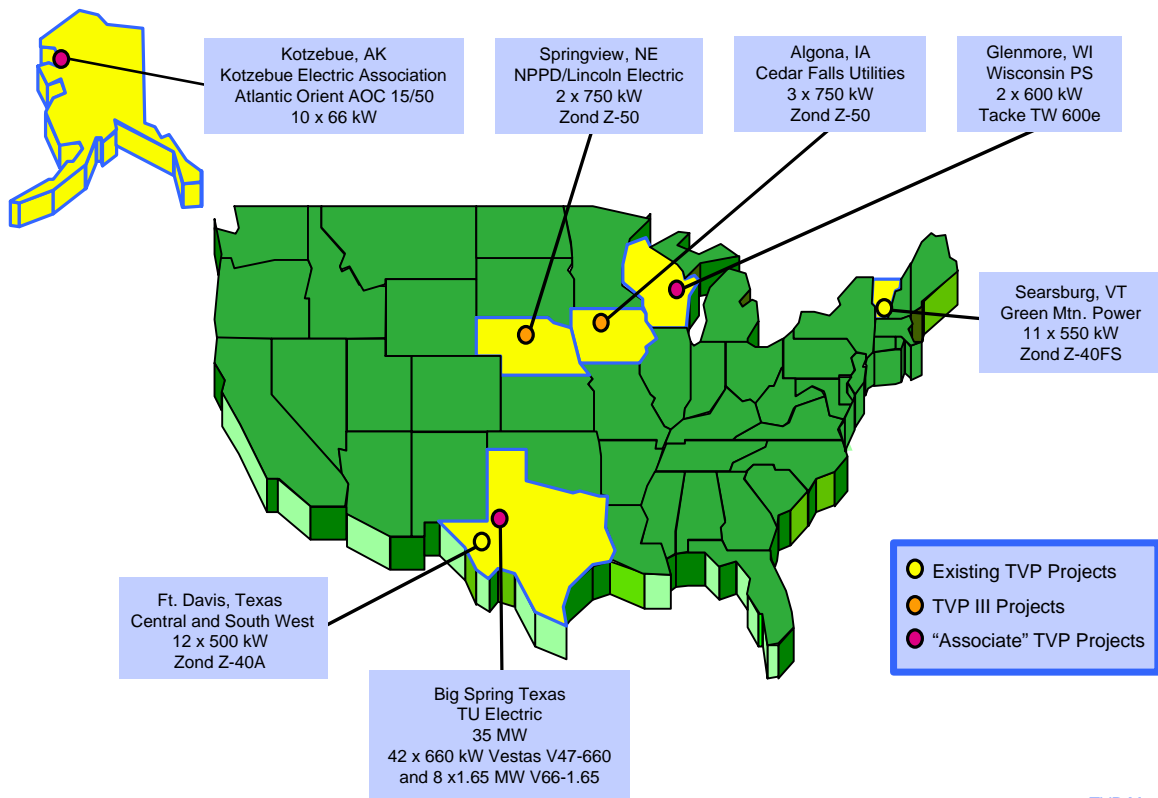 Kotzebue, AK
Kotzebue Electric Association
Atlantic Orient AOC 15/50
10 x 66 kW
Springview, NE
NPPD/Lincoln Electric
2 x 750 kW
Zond Z-50
Algona, IA
Cedar Falls Utilities
3 x 750 kW
Zond Z-50
Glenmore, WI
Wisconsin PS
2 x 600 kW
Tacke TW 600e
Searsburg, VT
Green Mtn. Power
11 x 550 kW
Zond Z-40FS
Ft. Davis, Texas
Central and South West
12 x 500 kW
Zond Z-40A
Big Spring Texas
TU Electric
35 MW
42 x 660 kW Vestas V47-660
and 8 x1.65 MW V66-1.65
Existing TVP Projects
TVP III Projects
“Associate” TVP Projects